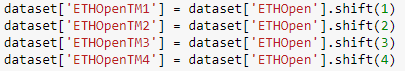 dataset['ETHOpenTM1'] = dataset['ETHOpen'].shift(1)
dataset['ETHOpenTM2'] = dataset['ETHOpen'].shift(2)
dataset['ETHOpenTM3'] = dataset['ETHOpen'].shift(3)
dataset['ETHOpenTM4'] = dataset['ETHOpen'].shift(4)